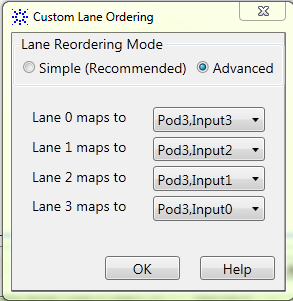 Custom Lane Ordering
Lane Reordering Mode
Simple (Recommended) Advanced
Lane 0 maps to Pod3,Input3
Lane 1 maps to Pod3,Input2
Lane 2 maps to Pod3,Input1
Lane 3 maps to Pod3,Input0
OK Help